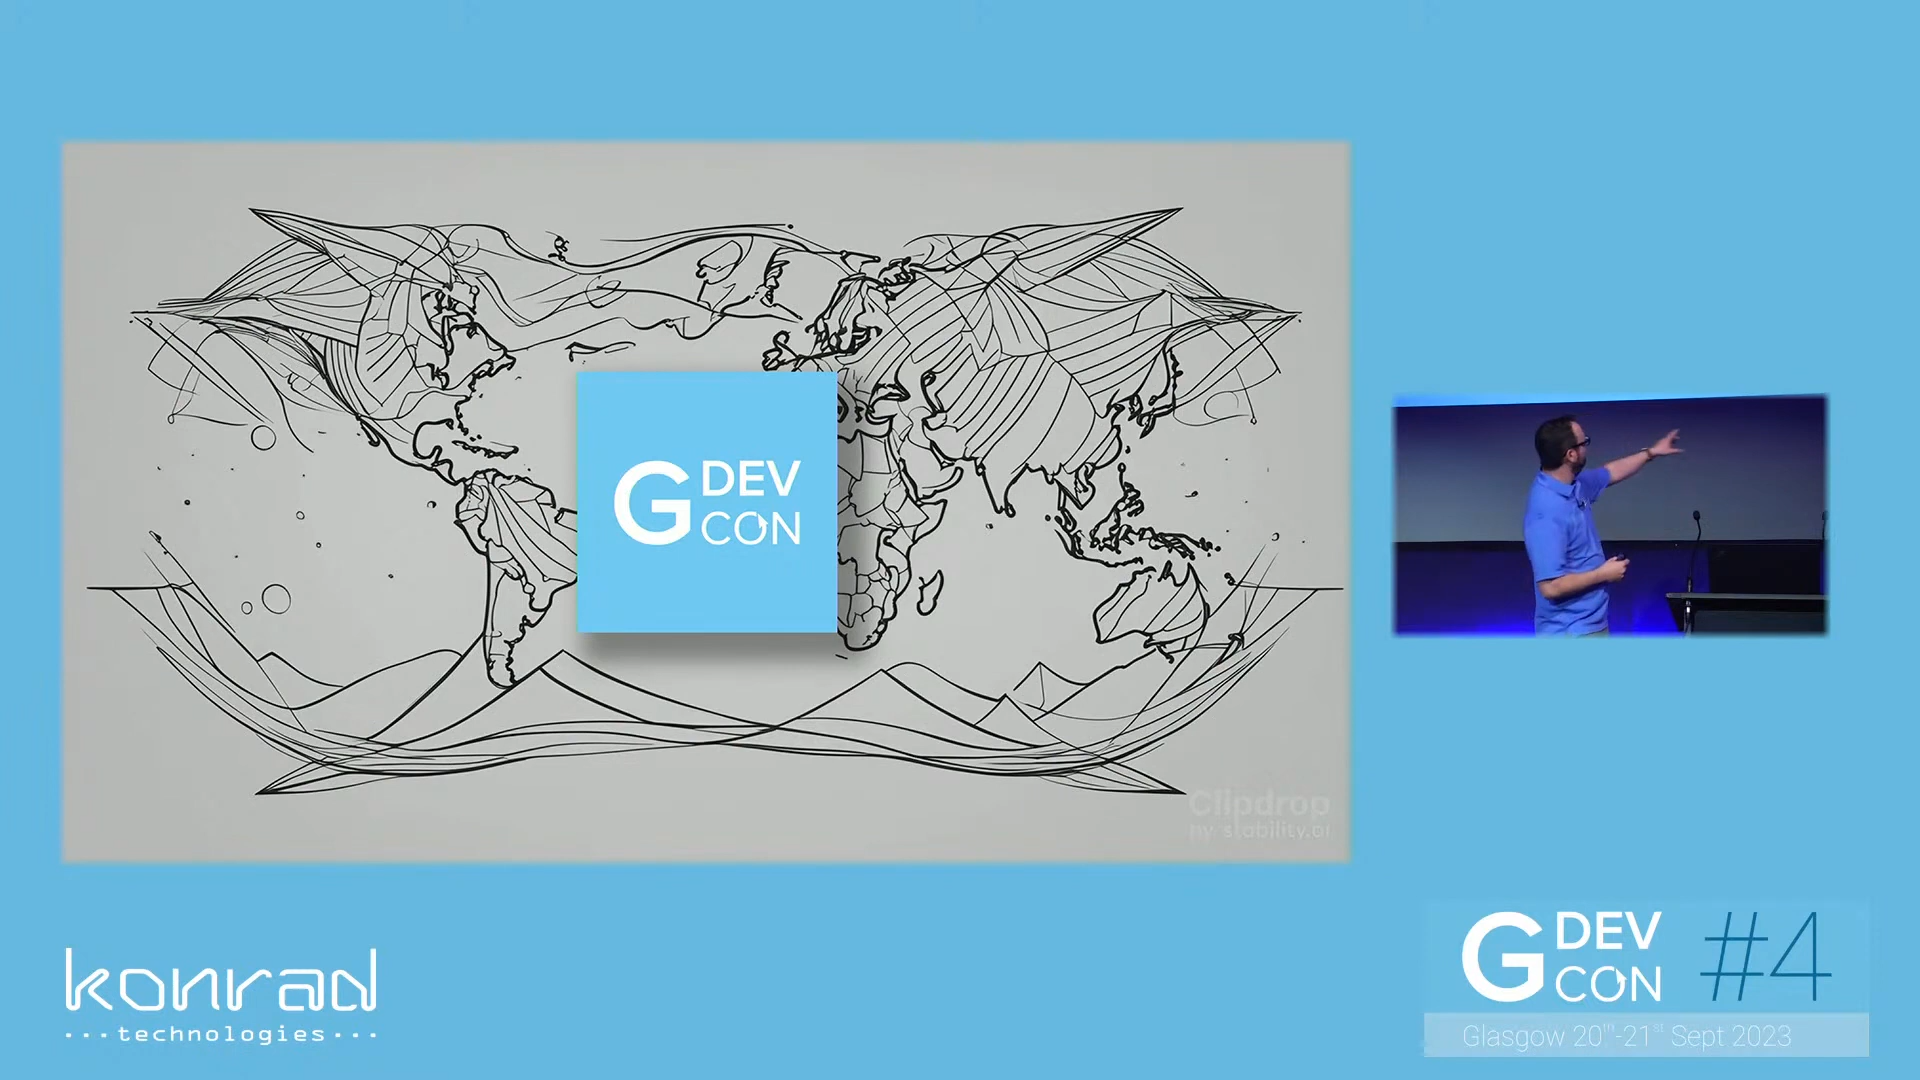 G DEV
CON
Clipdrop
by stability.ai
konrad
technologies
G DEV
CON
#4
Glasgow 20th-21st Sept 2023